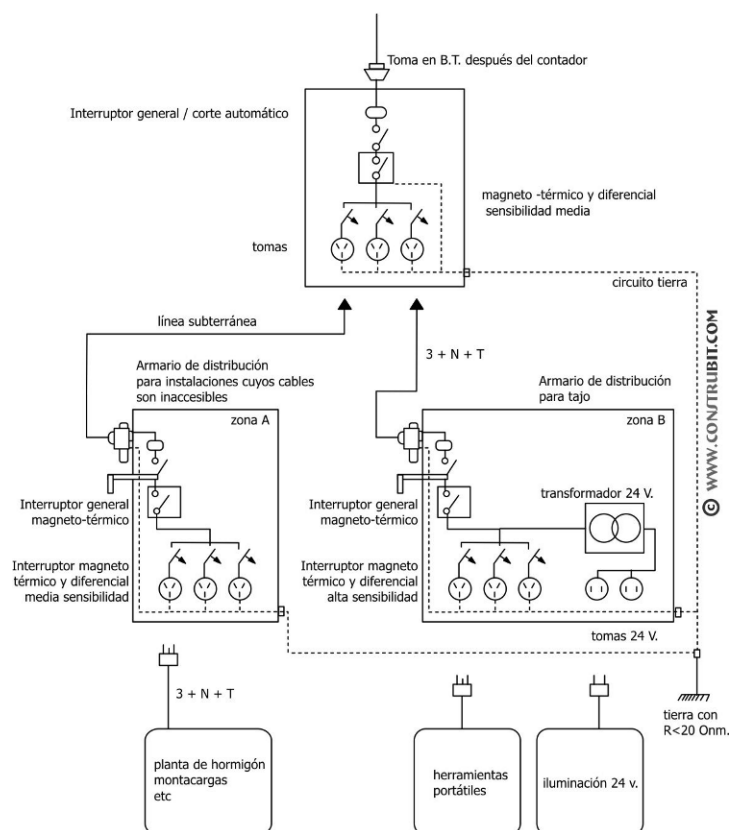 Toma en B.T. después del contador
Interruptor general / corte automático
magneto -térmico y diferencial
sensibilidad media
tomas
circuito tierra
línea subterránea
3 + N + T
Armario de distribución
para instalaciones cuyos cables
son inaccesibles
Armario de distribución
para tajo
zona A
zona B
Interruptor general
magneto-térmico
Interruptor general
magneto-térmico
transformador 24 V.
Interruptor magneto
térmico y diferencial
media sensibilidad
Interruptor magneto
térmico y diferencial
alta sensibilidad
tomas 24 V.
3 + N + T
tierra con
R<20 Onm.
planta de hormigón
montacargas
etc
herramientas
portátiles
iluminación 24 v.
© WWW.CONSTRUBIT.COM